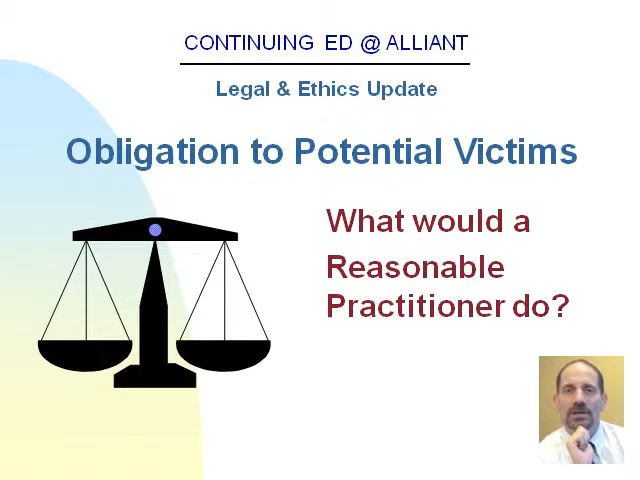 CONTINUING ED @ ALLIANT
Legal & Ethics Update
Obligation to Potential Victims
What would a
Reasonable
Practitioner do?